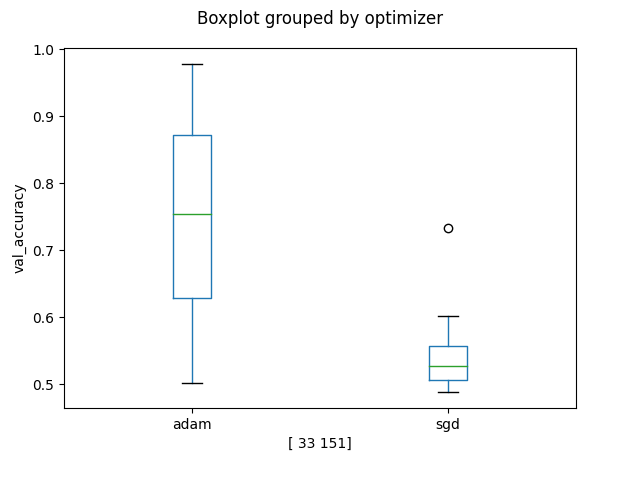 Boxplot grouped by optimizer
1.0
0.9
0.8
0.7
0.6
0.5
val_accuracy
adam sgd
[ 33 151]